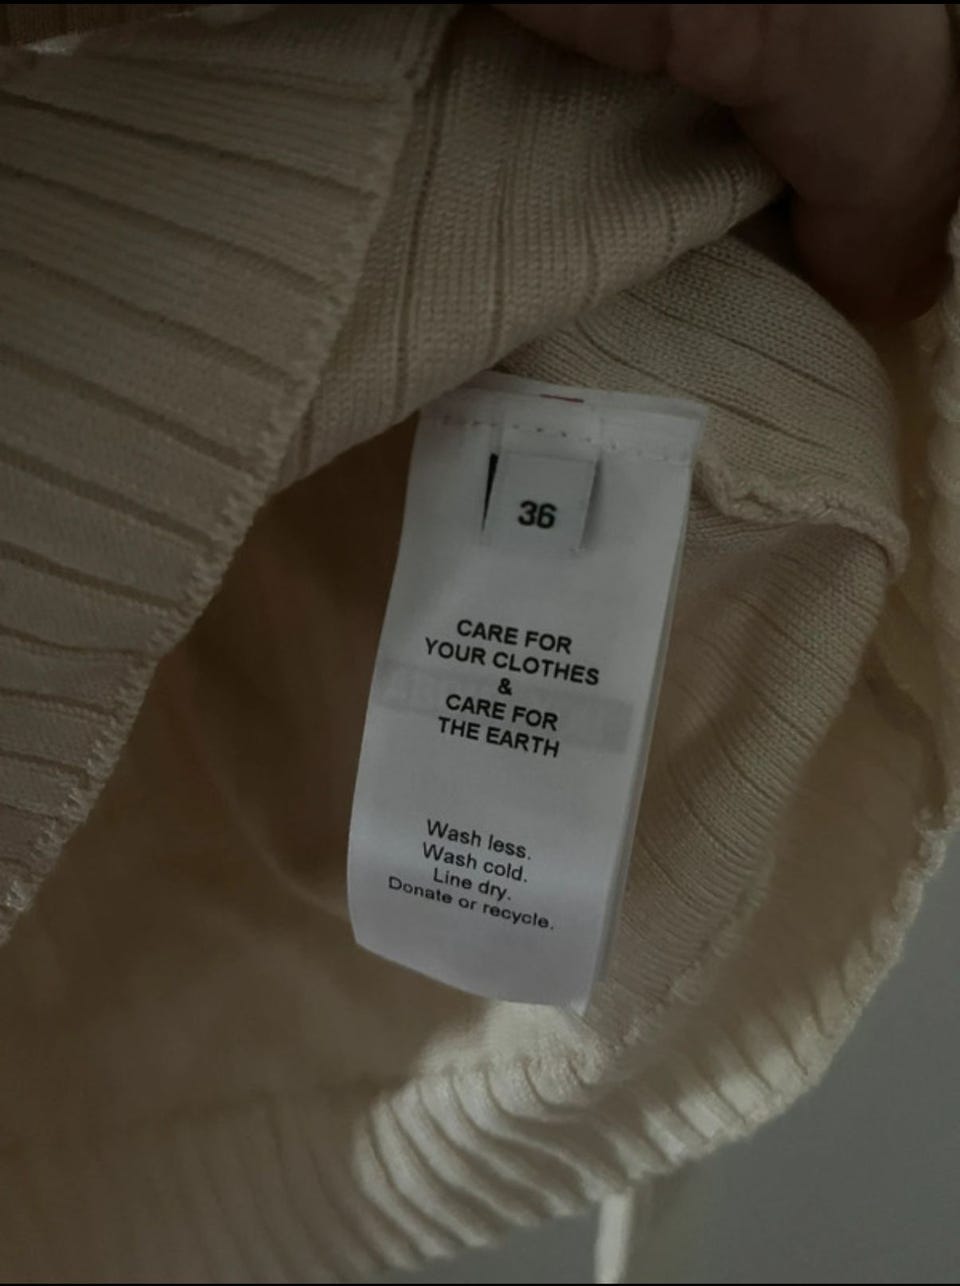 36
CARE FOR
YOUR CLOTHES
&
CARE FOR
THE EARTH
Wash less.
Wash cold.
Line dry.
Donate or recycle.